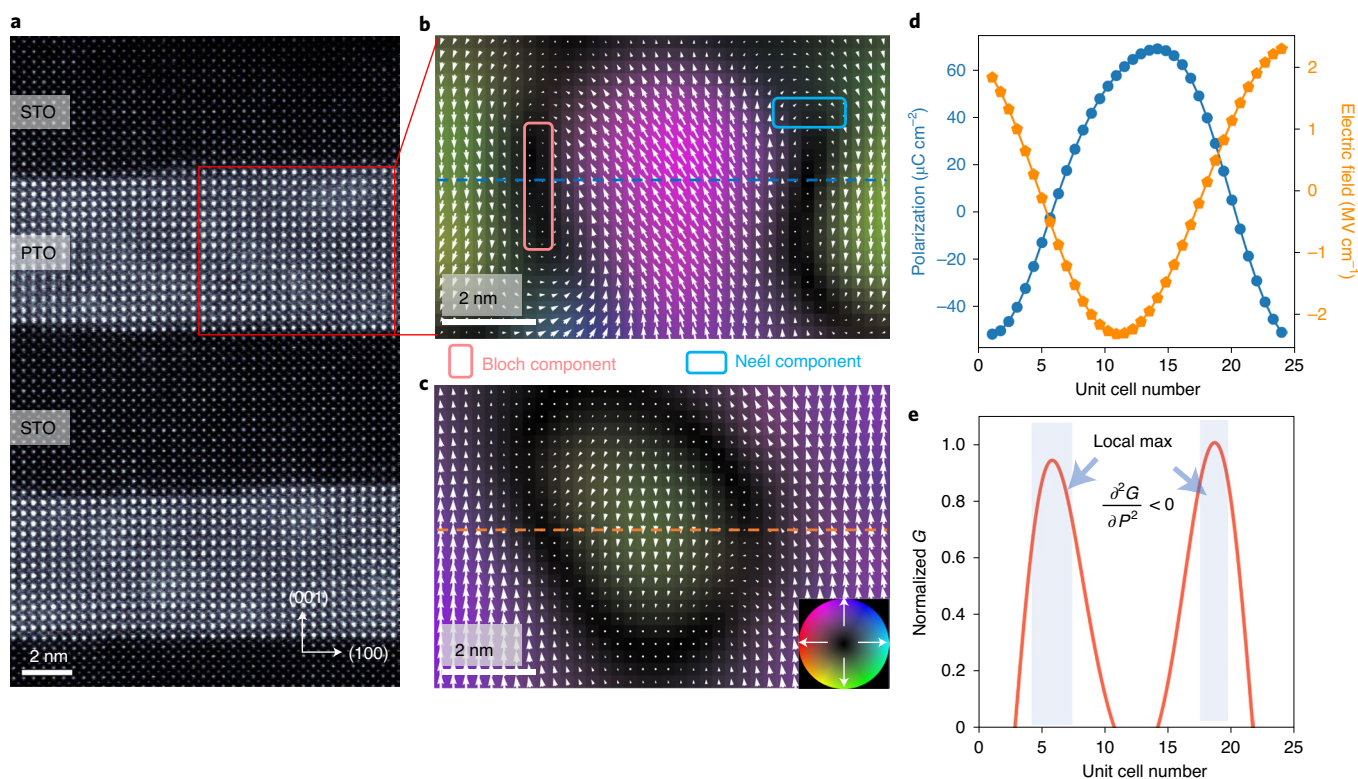 a
STO
PTO
STO
(001)
(100)
2 nm
b
2 nm
Bloch component
Neél component
c
2 nm
d
Polarization (μC cm⁻²)
60
40
20
0
–20
–40
Electric field (MV cm⁻¹)
2
1
0
–1
–2
0
5
10
15
20
25
Unit cell number
e
Normalized G
1.0
0.8
0.6
0.4
0.2
0
Local max
∂²G
∂P²
< 0
0
5
10
15
20
25
Unit cell number